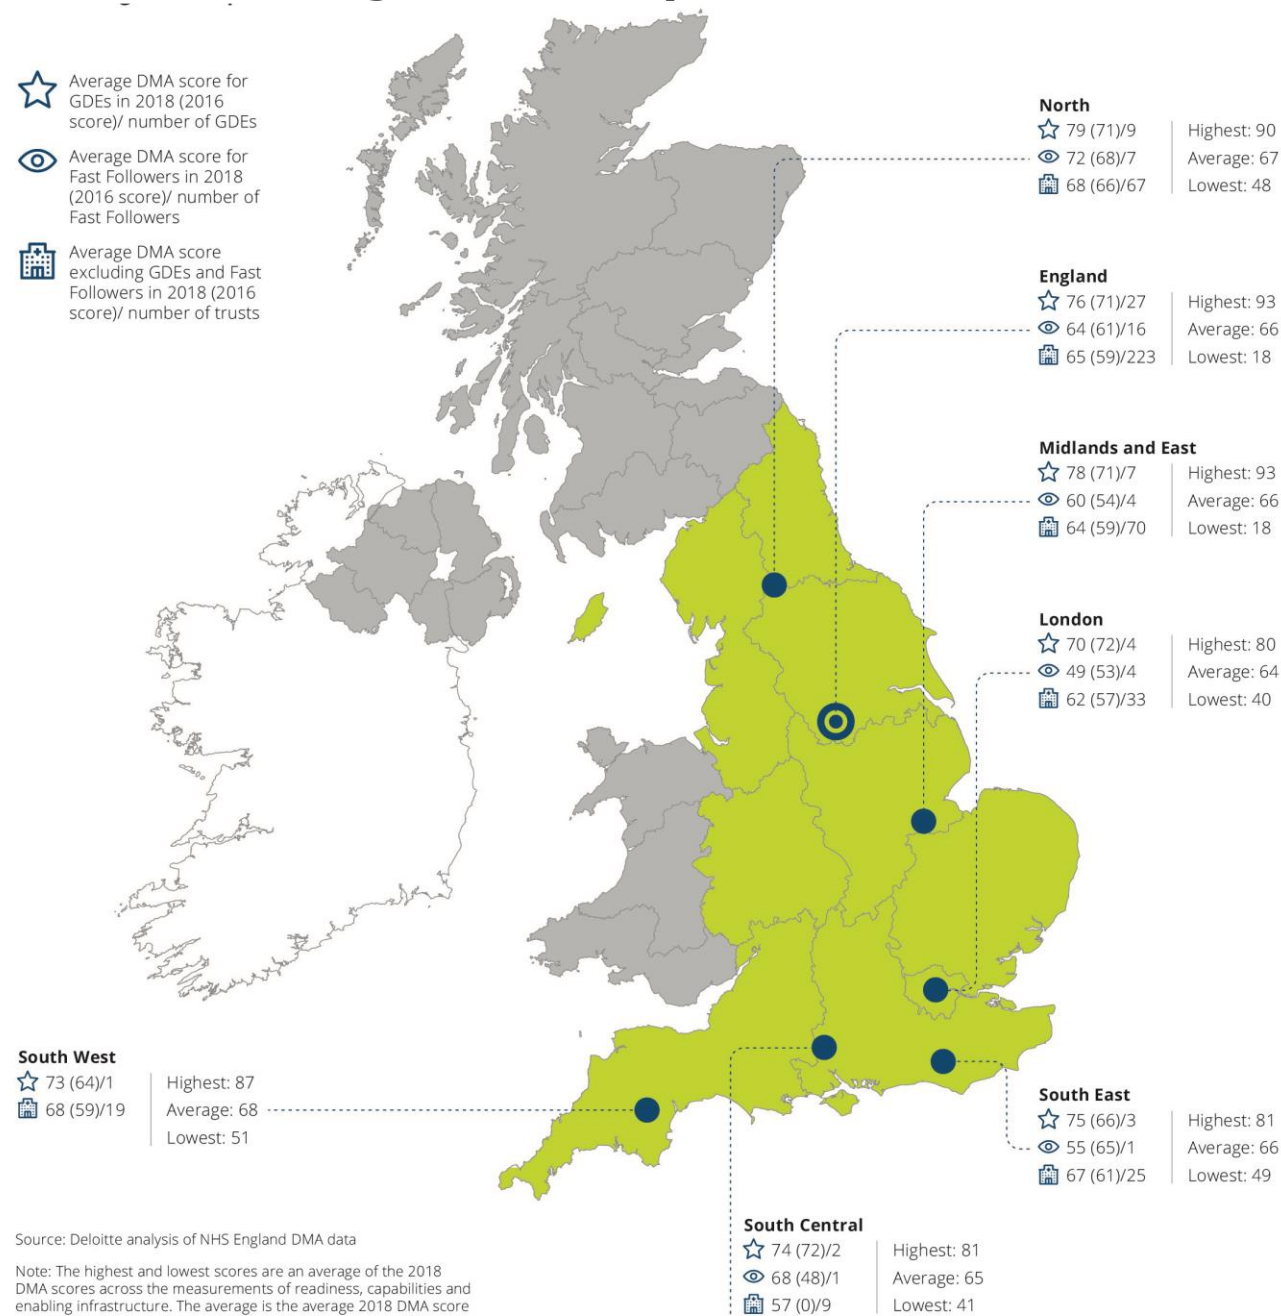 Average DMA score for
GDEs in 2018 (2016
score)/ number of GDEs
Average DMA score for
Fast Followers in 2018
(2016 score)/ number of
Fast Followers
Average DMA score
excluding GDEs and Fast
Followers in 2018 (2016
score)/ number of trusts
North
79 (71)/9
72 (68)/7
68 (66)/67
Highest: 90
Average: 67
Lowest: 48
England
76 (71)/27
64 (61)/16
65 (59)/223
Highest: 93
Average: 66
Lowest: 18
Midlands and East
78 (71)/7
60 (54)/4
64 (59)/70
Highest: 93
Average: 66
Lowest: 18
London
70 (72)/4
49 (53)/4
62 (57)/33
Highest: 80
Average: 64
Lowest: 40
South West
73 (64)/1
68 (59)/19
Highest: 87
Average: 68
Lowest: 51
South East
75 (66)/3
55 (65)/1
67 (61)/25
Highest: 81
Average: 66
Lowest: 49
South Central
74 (72)/2
68 (48)/1
57 (0)/9
Highest: 81
Average: 65
Lowest: 41
Source: Deloitte analysis of NHS England DMA data
Note: The highest and lowest scores are an average of the 2018
DMA scores across the measurements of readiness, capabilities and
enabling infrastructure. The average is the average 2018 DMA score